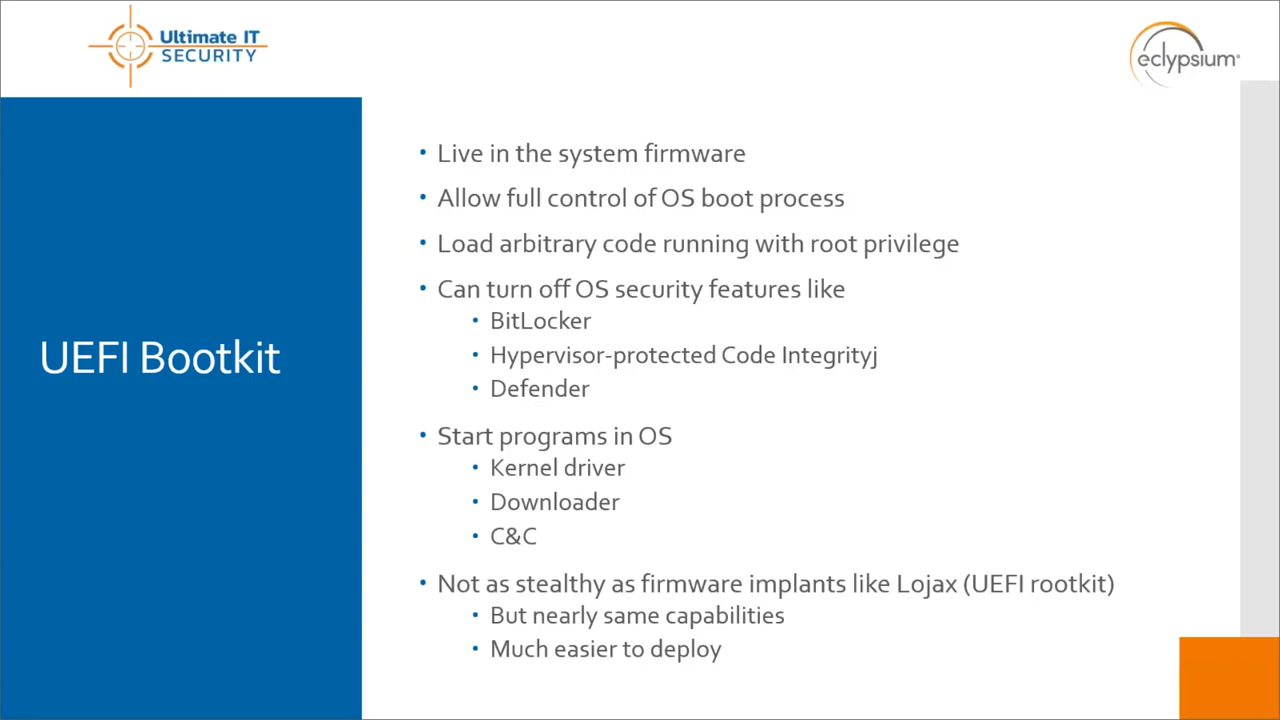 Ultimate IT
SECURITY
eclypsium®
UEFI Bootkit
• Live in the system firmware
• Allow full control of OS boot process
• Load arbitrary code running with root privilege
• Can turn off OS security features like
• BitLocker
• Hypervisor-protected Code Integrityj
• Defender
• Start programs in OS
• Kernel driver
• Downloader
• C&C
• Not as stealthy as firmware implants like Lojax (UEFI rootkit)
• But nearly same capabilities
• Much easier to deploy